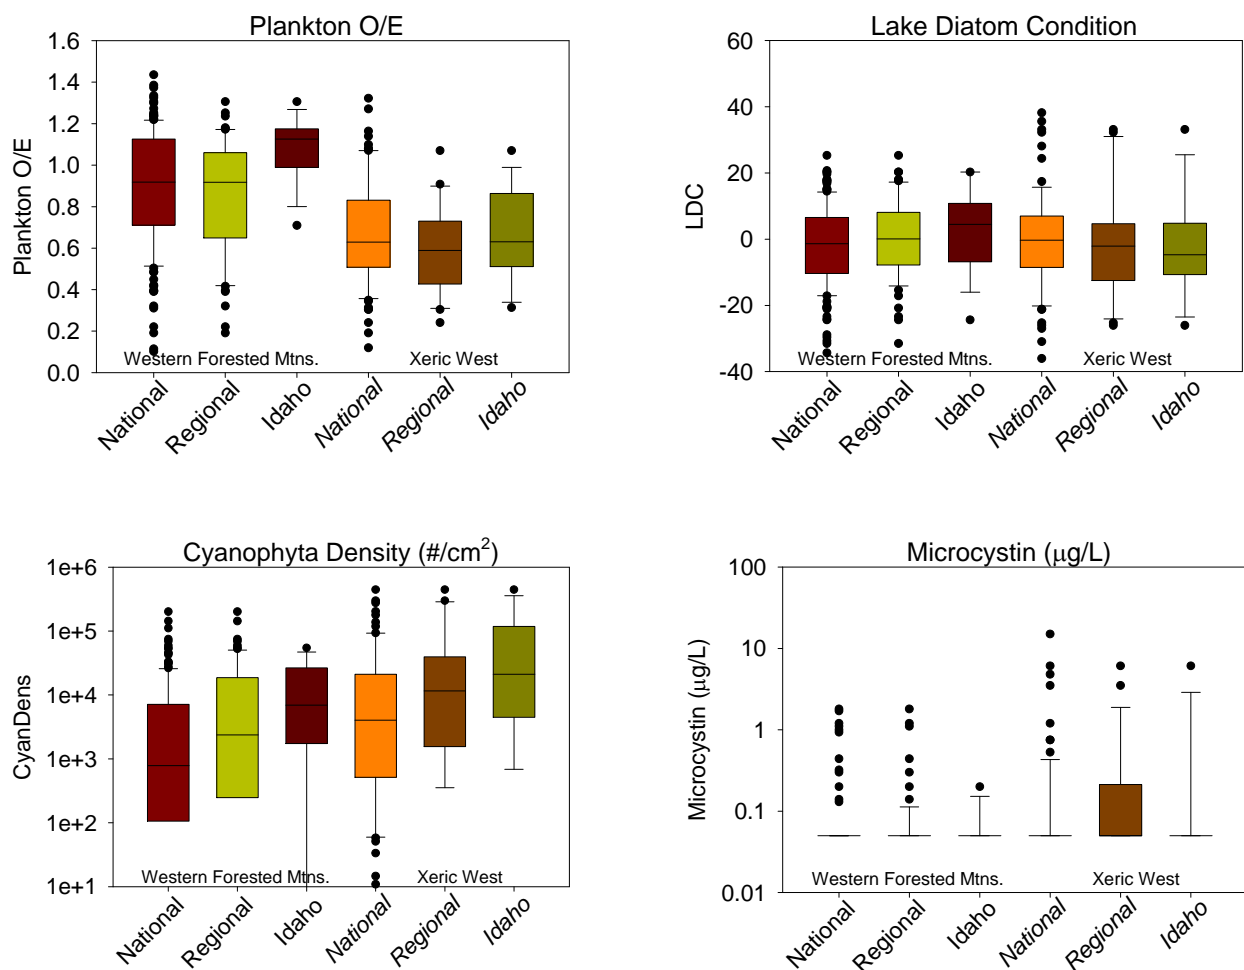 Plankton O/E
Plankton O/E
1.6
1.4
1.2
1.0
0.8
0.6
0.4
0.2
0.0
Western Forested Mtns.
Xeric West
National
Regional
Idaho
National
Regional
Idaho
Lake Diatom Condition
LDC
60
40
20
0
-20
-40
Western Forested Mtns.
Xeric West
National
Regional
Idaho
National
Regional
Idaho
Cyanophyta Density (#/cm²)
CyanDens
1e+6
1e+5
1e+4
1e+3
1e+2
1e+1
Western Forested Mtns.
Xeric West
National
Regional
Idaho
National
Regional
Idaho
Microcystin (μg/L)
Microcystin (μg/L)
100
10
1
0.1
0.01
Western Forested Mtns.
Xeric West
National
Regional
Idaho
National
Regional
Idaho